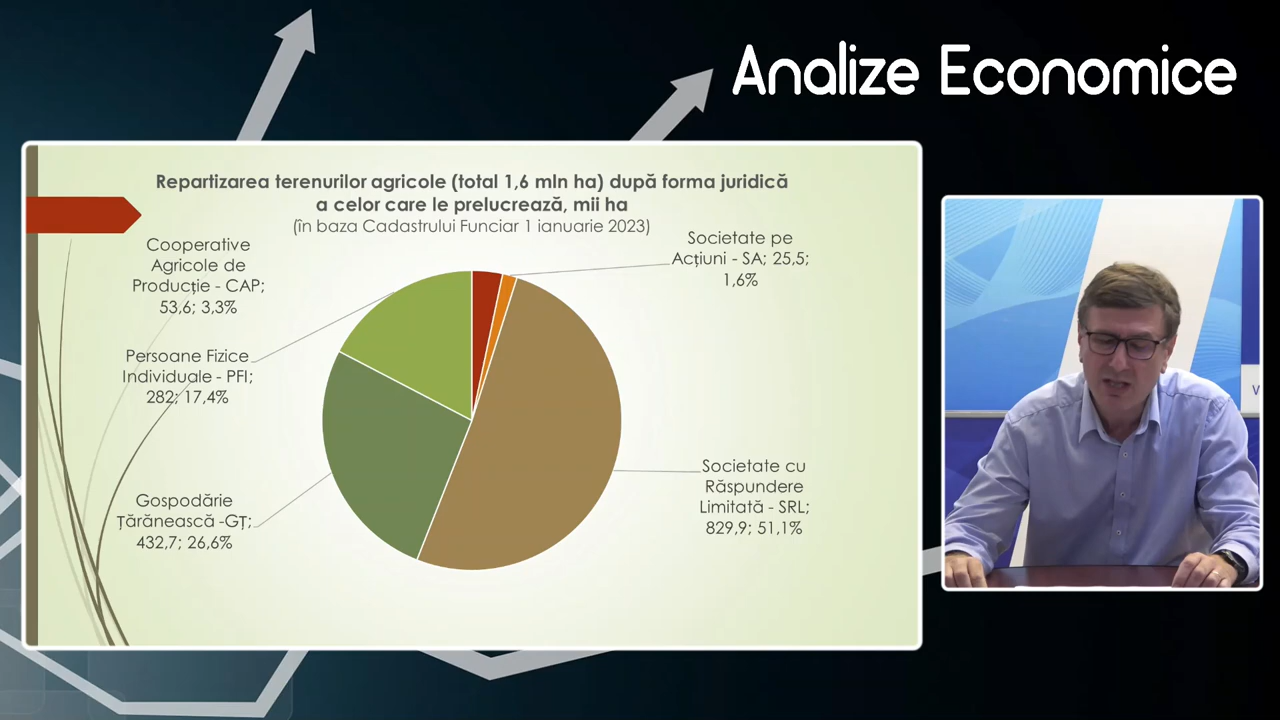 Analize Economice
Repartizarea terenurilor agricole (total 1,6 mln ha) după forma juridică
a celor care le prelucrează, mii ha
(în baza Cadastrului Funciar 1 ianuarie 2023)
Cooperative
Agricole de
Producție - CAP;
53,6; 3,3%
Societate pe
Acțiuni - SA; 25,5;
1,6%
Persoane Fizice
Individuale - PFI;
282; 17,4%
Societate cu
Răspundere
Limitată - SRL;
829,9; 51,1%
Gospodărie
Țărănească -GȚ;
432,7; 26,6%
V